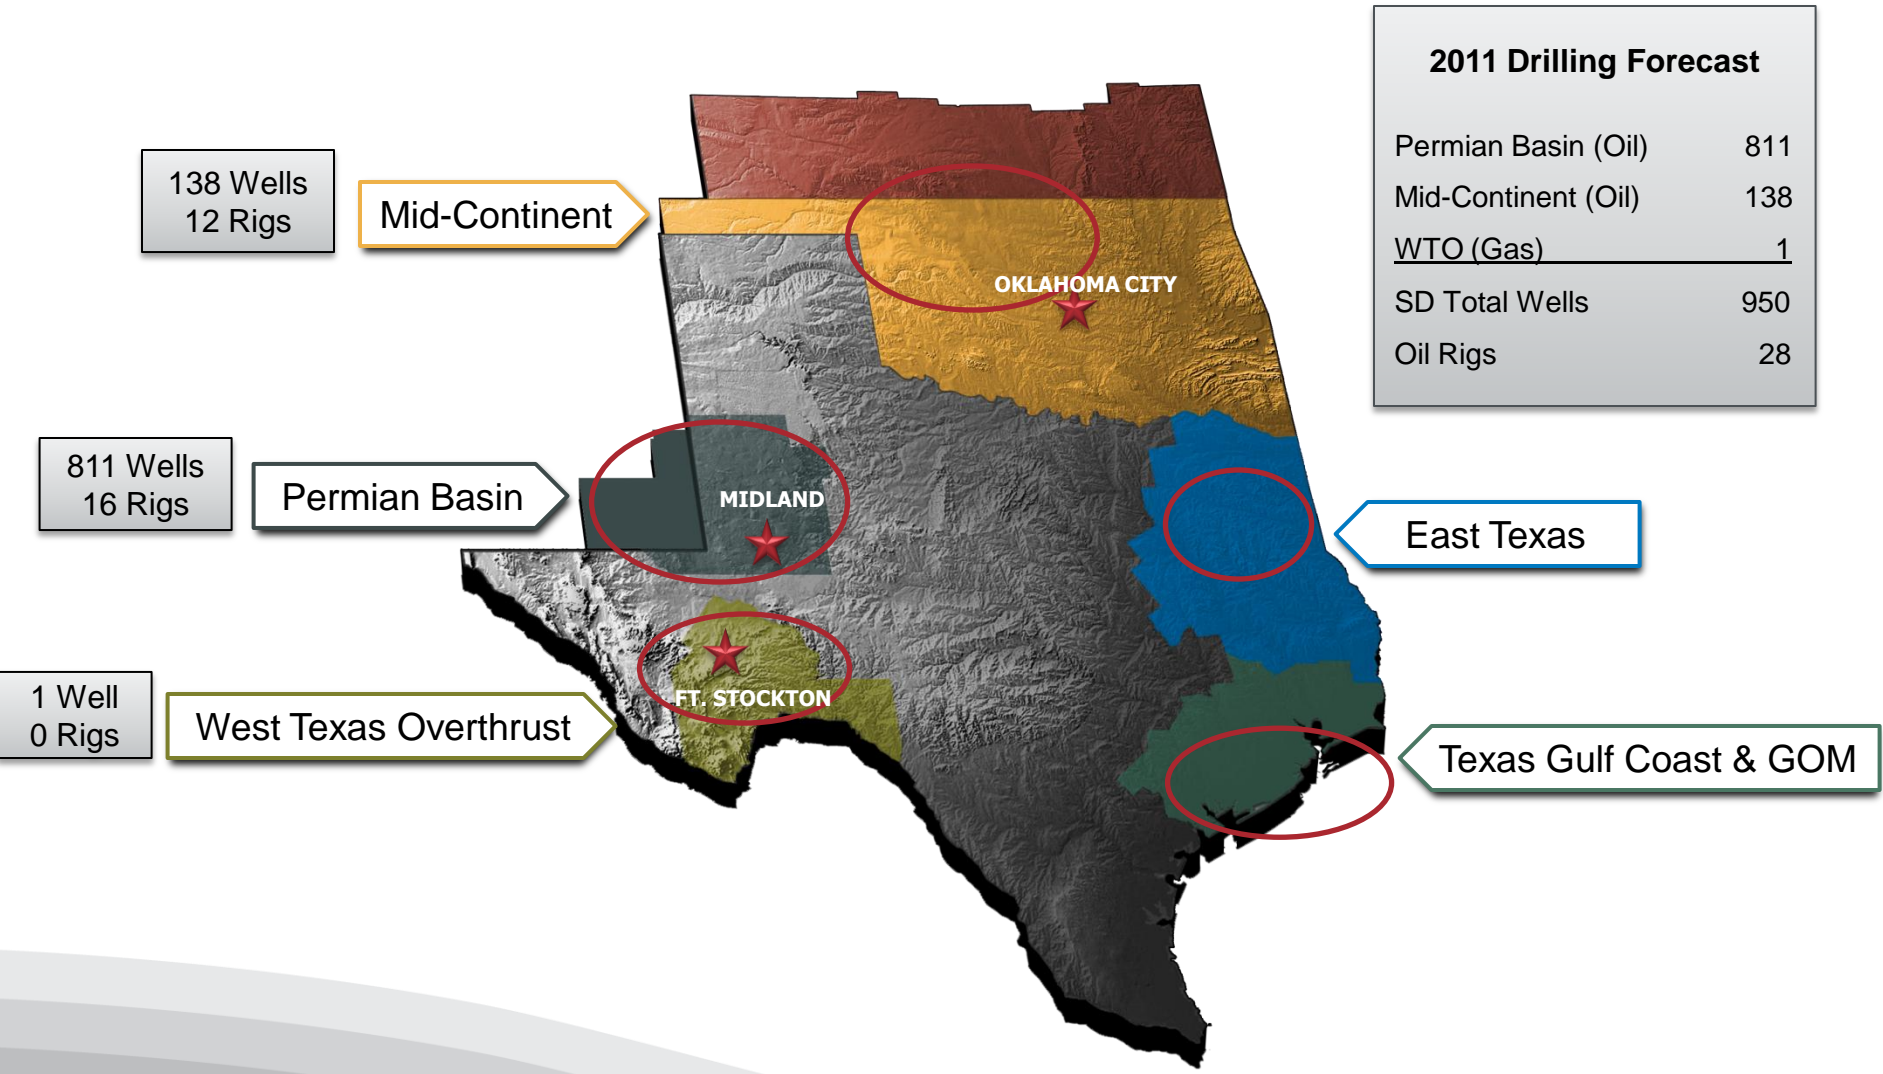 2011 Drilling Forecast
Permian Basin (Oil) 811
Mid-Continent (Oil) 138
WTO (Gas) 1
SD Total Wells 950
Oil Rigs 28
138 Wells
12 Rigs
Mid-Continent
OKLAHOMA CITY
811 Wells
16 Rigs
Permian Basin
MIDLAND
East Texas
1 Well
0 Rigs
West Texas Overthrust
FT. STOCKTON
Texas Gulf Coast & GOM